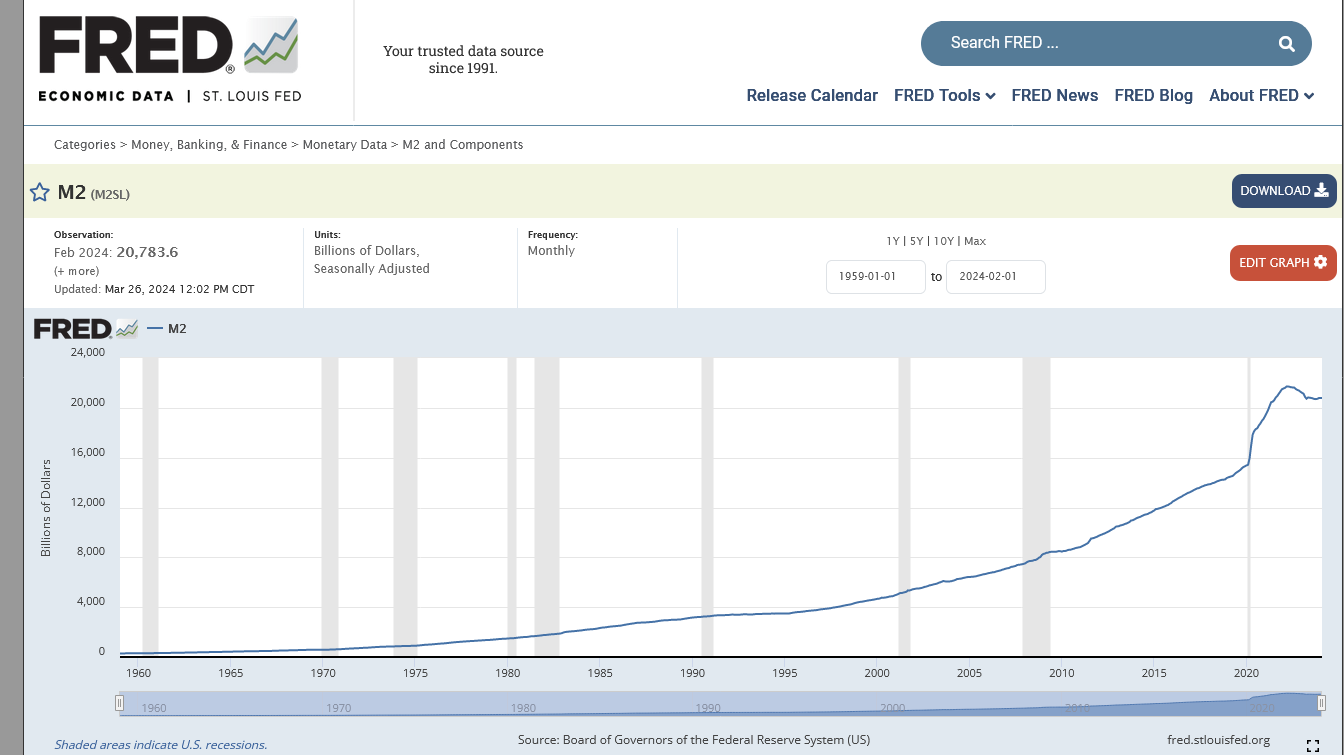 FRED®
ECONOMIC DATA | ST. LOUIS FED
Your trusted data source
since 1991.
Search FRED ...
Release Calendar FRED Tools FRED News FRED Blog About FRED
Categories > Money, Banking, & Finance > Monetary Data > M2 and Components
M2 (M2SL)
DOWNLOAD
Observation:
Feb 2024: 20,783.6
(+ more)
Updated: Mar 26, 2024 12:02 PM CDT
Units:
Billions of Dollars,
Seasonally Adjusted
Frequency:
Monthly
1Y | 5Y | 10Y | Max
1959-01-01 to 2024-02-01
EDIT GRAPH
FRED M2
24,000
20,000
16,000
12,000
8,000
4,000
0
Billions of Dollars
1960 1965 1970 1975 1980 1985 1990 1995 2000 2005 2010 2015 2020
1960 1970 1980 1990 2000 2010 2020
Shaded areas indicate U.S. recessions.
Source: Board of Governors of the Federal Reserve System (US)
fred.stlouisfed.org